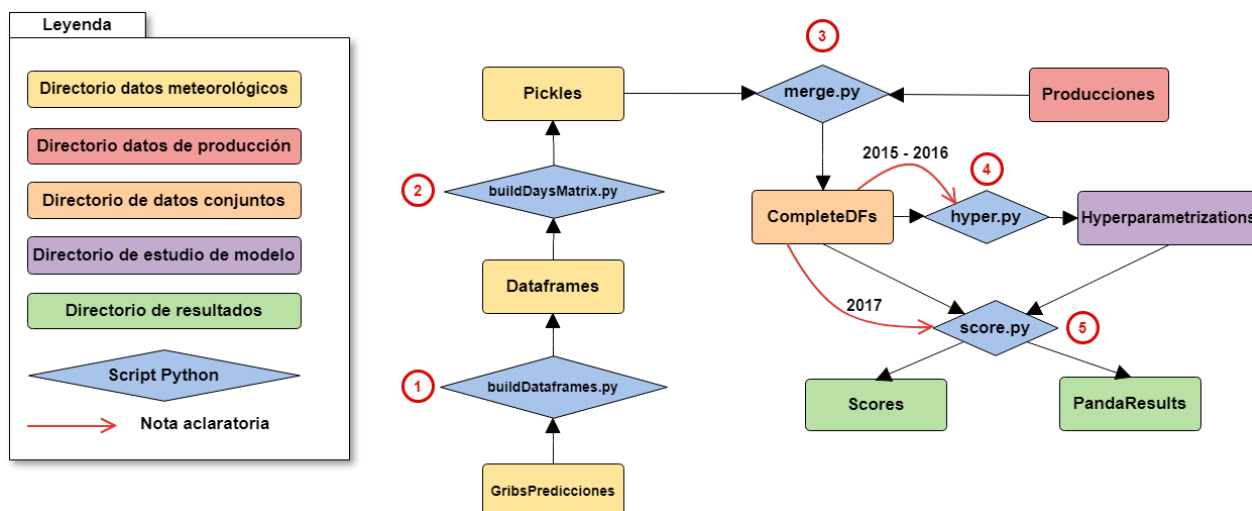 Leyenda
Directorio datos meteorológicos
Directorio datos de producción
Directorio de datos conjuntos
Directorio de estudio de modelo
Directorio de resultados
Script Python
Nota aclaratoria
3
Pickles
merge.py
Producciones
2015 - 2016
4
2
buildDaysMatrix.py
CompleteDFs
hyper.py
Hyperparametrizations
Dataframes
2017
score.py
5
1
buildDataframes.py
Scores
PandaResults
GribsPredicciones